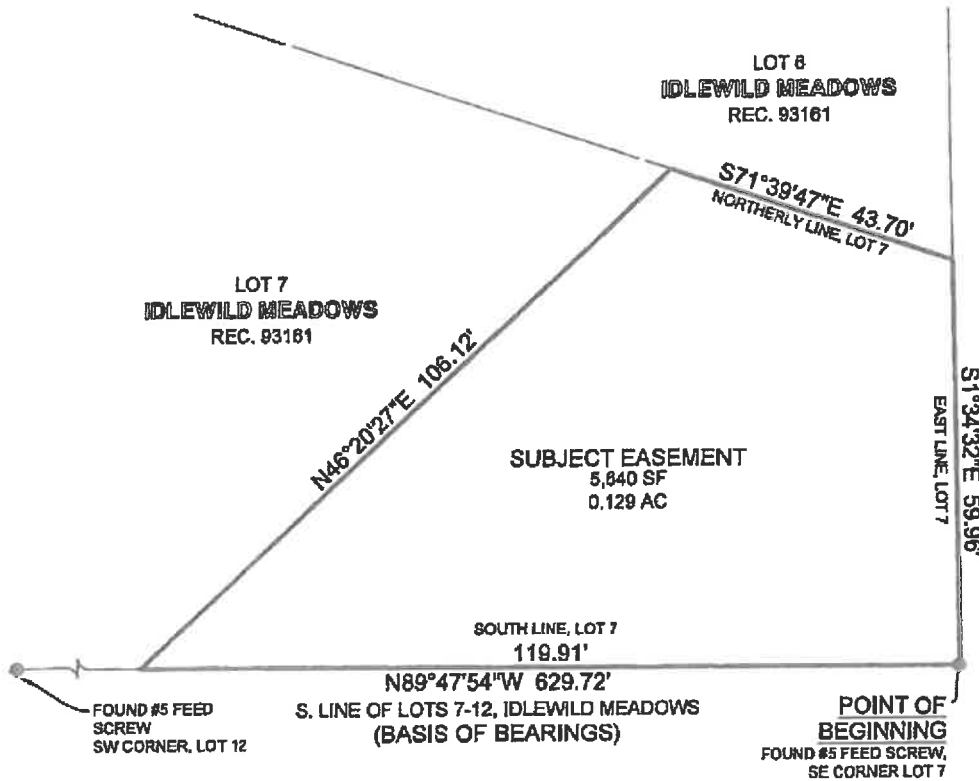 LOT 6
IDLEWILD MEADOWS
REC. 93161
S71°39'47"E 43.70'
NORTHERLY LINE, LOT 7
LOT 7
IDLEWILD MEADOWS
REC. 93161
N46°20'27"E 106.12'
S1°34'32"E 59.96'
EAST LINE, LOT 7
SUBJECT EASEMENT
5,640 SF
0.129 AC
SOUTH LINE, LOT 7
119.91'
N89°47'54"W 629.72'
S. LINE OF LOTS 7-12, IDLEWILD MEADOWS
(BASIS OF BEARINGS)
FOUND #5 FEED
SCREW
SW CORNER, LOT 12
POINT OF
BEGINNING
FOUND #5 FEED SCREW,
SE CORNER LOT 7